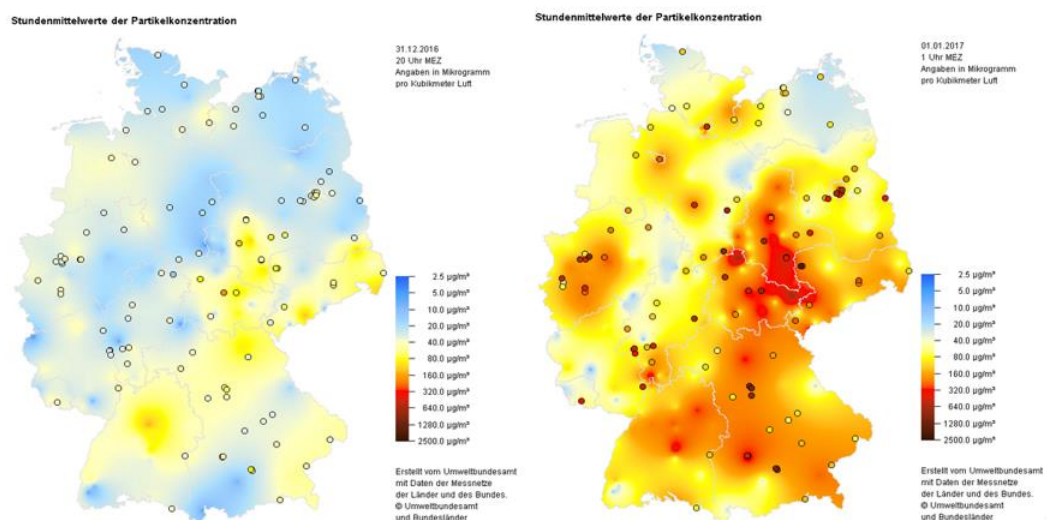 Stundenmittelwerte der Partikelkonzentration
31.12.2016
20 Uhr MEZ
Angaben in Mikrogramm
pro Kubikmeter Luft
2.5 µg/m³
5.0 µg/m³
10.0 µg/m³
20.0 µg/m³
40.0 µg/m³
80.0 µg/m³
160.0 µg/m³
320.0 µg/m³
640.0 µg/m³
1280.0 µg/m³
2500.0 µg/m³
Erstellt vom Umweltbundesamt
mit Daten der Messnetze
der Länder und des Bundes.
© Umweltbundesamt
und Bundesländer
Stundenmittelwerte der Partikelkonzentration
01.01.2017
1 Uhr MEZ
Angaben in Mikrogramm
pro Kubikmeter Luft
2.5 µg/m³
5.0 µg/m³
10.0 µg/m³
20.0 µg/m³
40.0 µg/m³
80.0 µg/m³
160.0 µg/m³
320.0 µg/m³
640.0 µg/m³
1280.0 µg/m³
2500.0 µg/m³
Erstellt vom Umweltbundesamt
mit Daten der Messnetze
der Länder und des Bundes.
© Umweltbundesamt
und Bundesländer